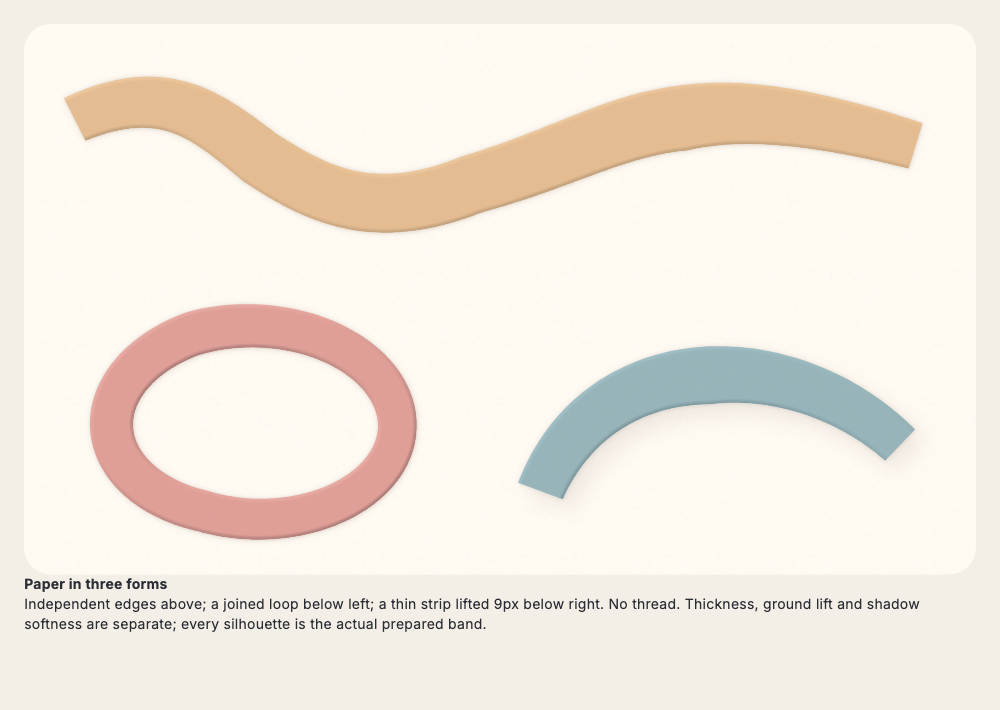 Paper in three forms
Independent edges above; a joined loop below left; a thin strip lifted 9px below right. No thread. Thickness, ground lift and shadow
softness are separate; every silhouette is the actual prepared band.